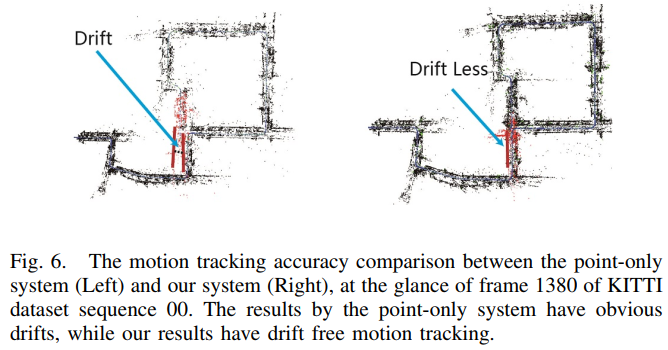 Drift
Drift Less
Fig. 6. The motion tracking accuracy comparison between the point-only
system (Left) and our system (Right), at the glance of frame 1380 of KITTI
dataset sequence 00. The results by the point-only system have obvious
drifts, while our results have drift free motion tracking.